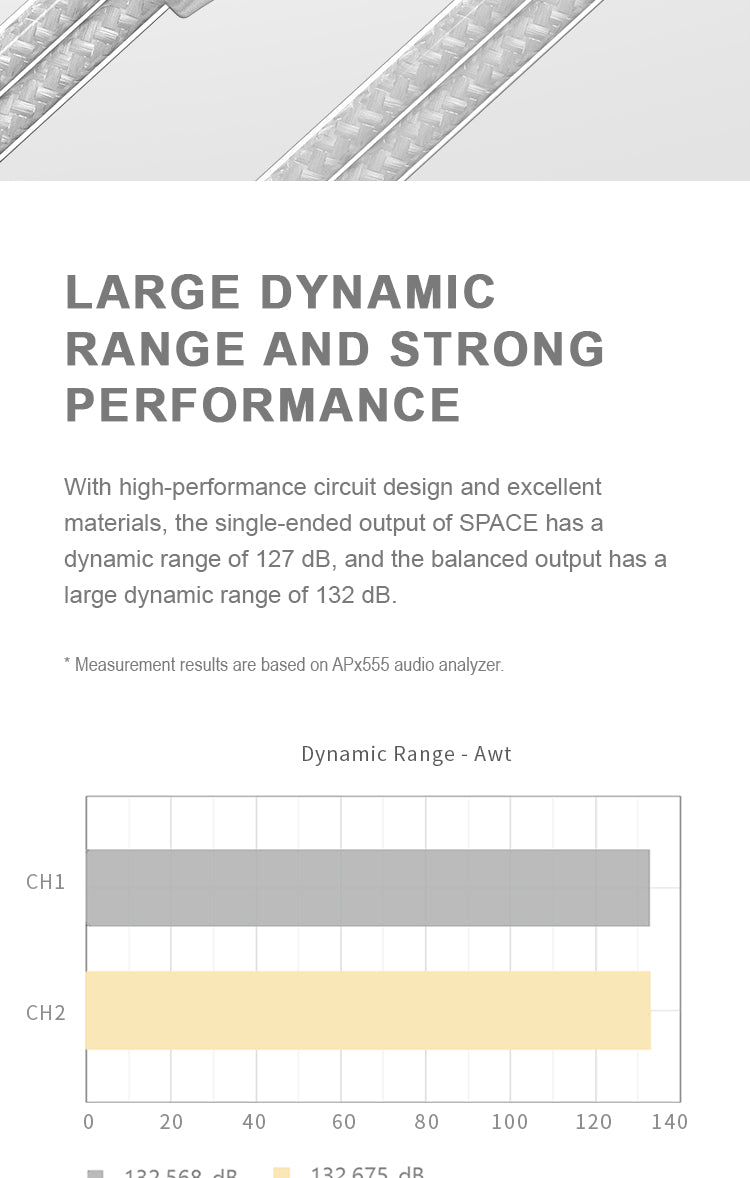 LARGE DYNAMIC
RANGE AND STRONG
PERFORMANCE
With high-performance circuit design and excellent
materials, the single-ended output of SPACE has a
dynamic range of 127 dB, and the balanced output has a
large dynamic range of 132 dB.
* Measurement results are based on APx555 audio analyzer.
Dynamic Range - Awt
CH1
CH2
0 20 40 60 80 100 120 140
132.568 dB 132.675 dB